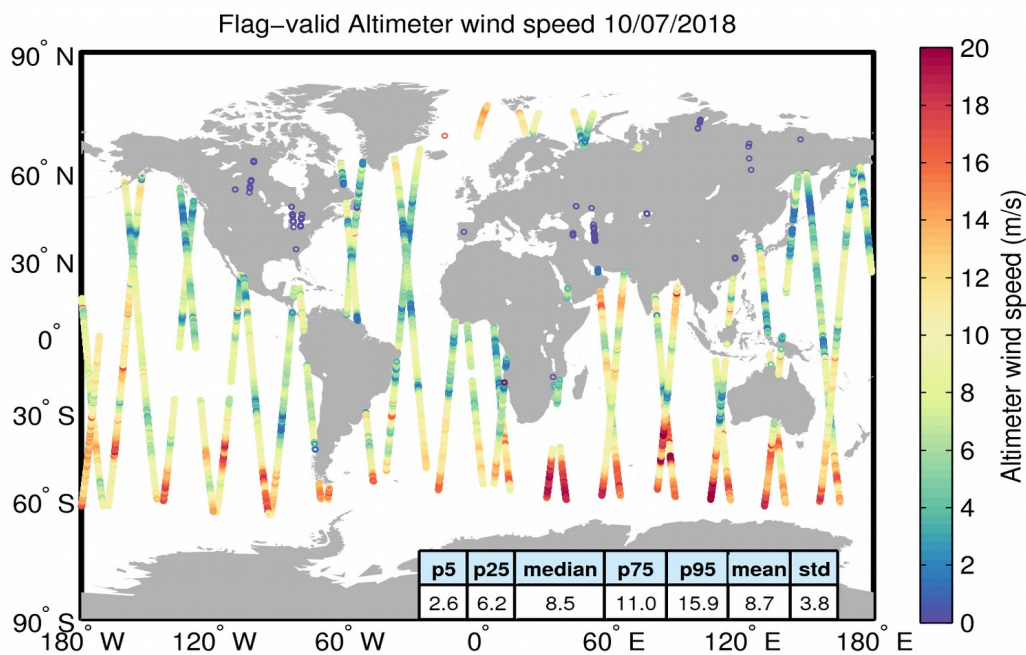 Flag-valid Altimeter wind speed 10/07/2018
90° N
60° N
30° N
0°
30° S
60° S
90° S
180° W
120° W
60° W
0°
60° E
120° E
180° E
p5 p25 median p75 p95 mean std
2.6 6.2 8.5 11.0 15.9 8.7 3.8
20
18
16
14
12
10
8
6
4
2
0
Altimeter wind speed (m/s)